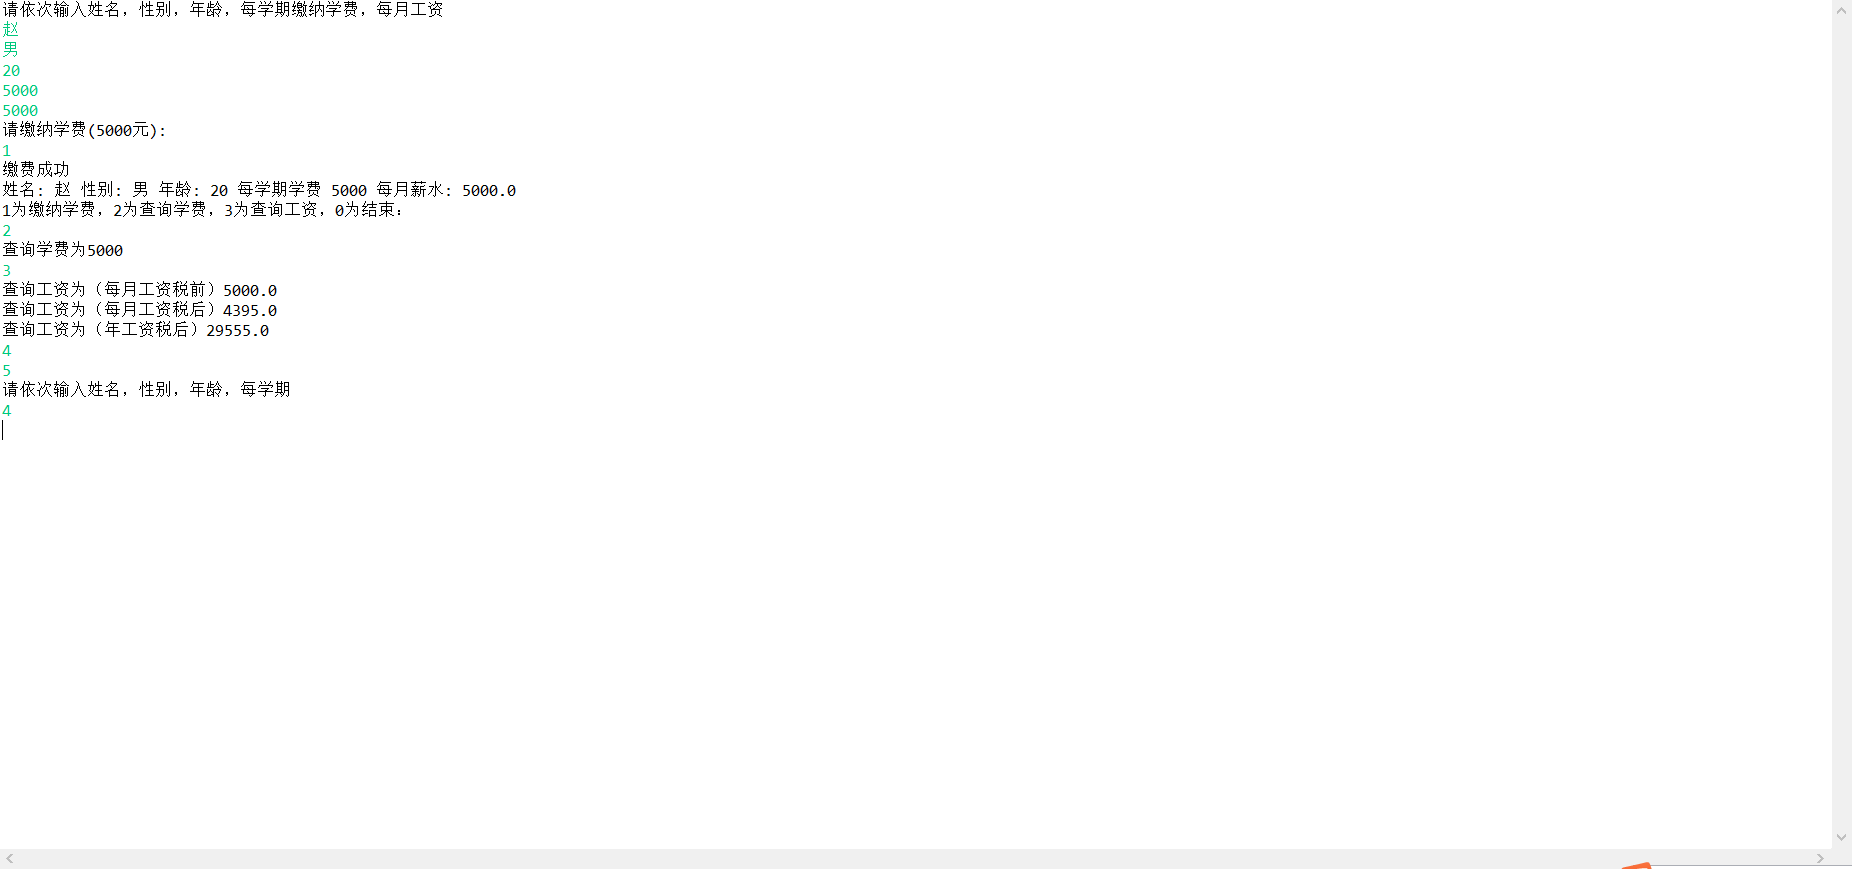 请依次输入姓名，性别，年龄，每学期缴纳学费，每月工资
赵
男
20
5000
5000
请缴纳学费(5000元):
1
缴费成功
姓名: 赵 性别: 男 年龄: 20 每学期学费 5000 每月薪水: 5000.0
1为缴纳学费，2为查询学费，3为查询工资，0为结束：
2
查询学费为5000
3
查询工资为（每月工资税前）5000.0
查询工资为（每月工资税后）4395.0
查询工资为（年工资税后）29555.0
4
5
请依次输入姓名，性别，年龄，每学期
4